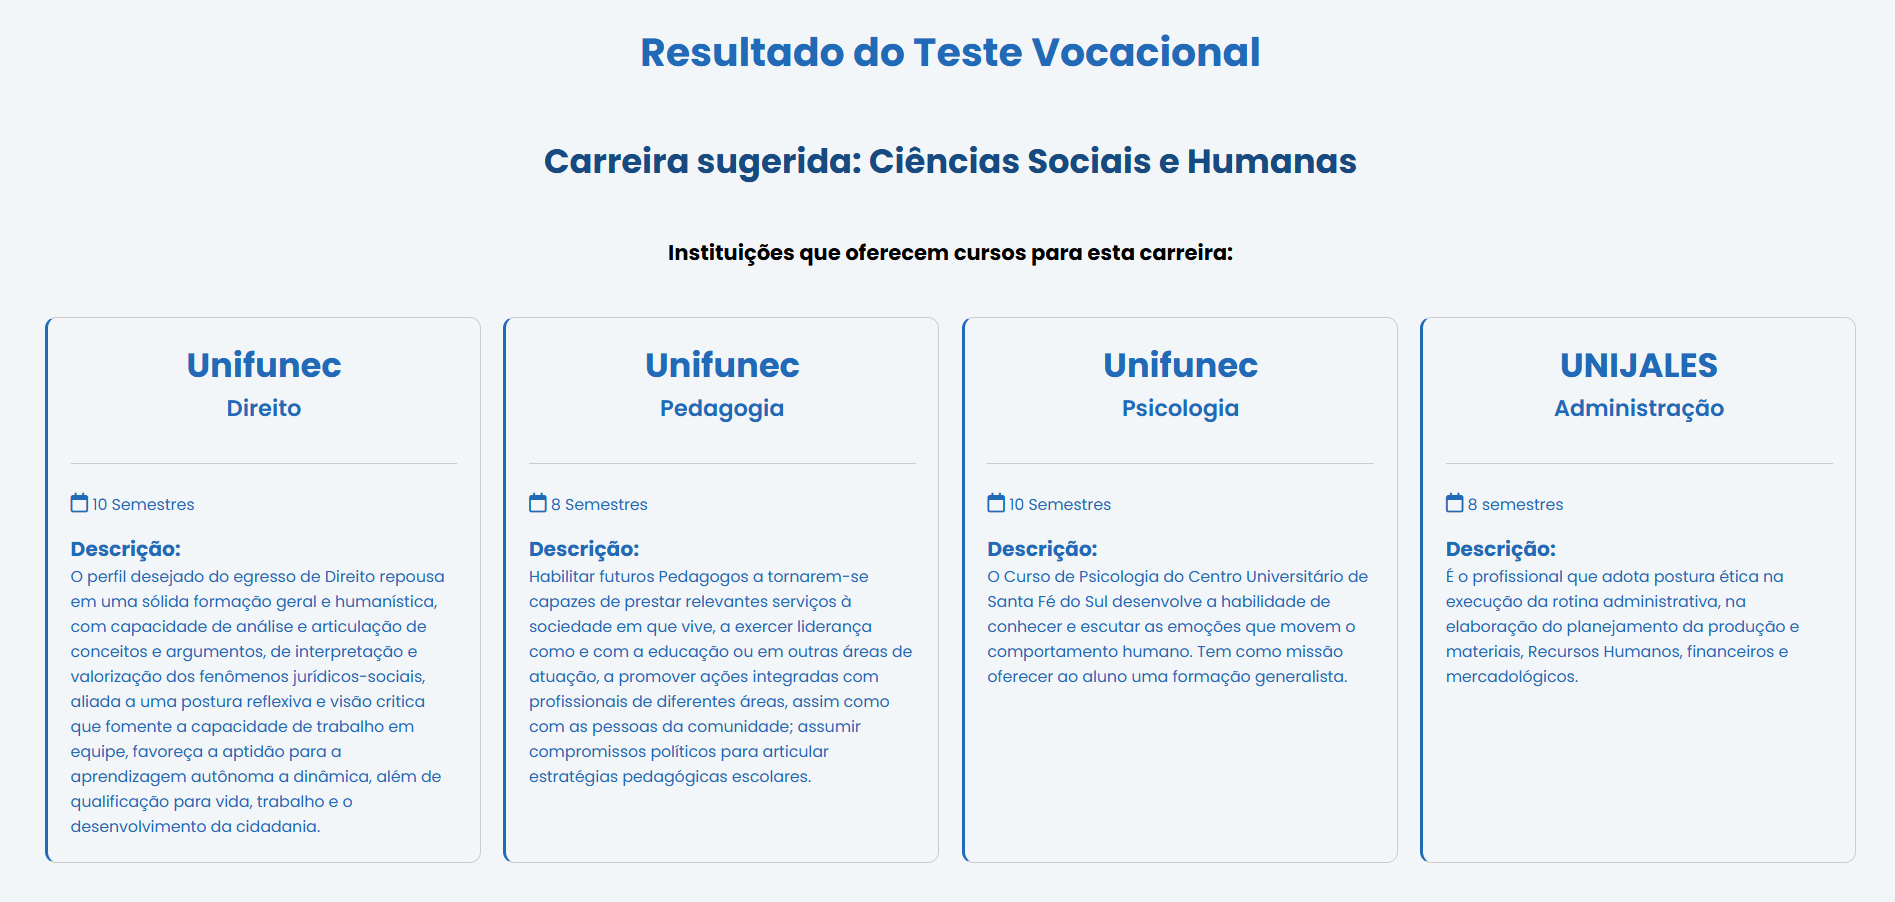 Resultado do Teste Vocacional
Carreira sugerida: Ciências Sociais e Humanas
Instituições que oferecem cursos para esta carreira:
Unifunec
Direito
10 Semestres
Descrição:
O perfil desejado do egresso de Direito repousa
em uma sólida formação geral e humanística,
com capacidade de análise e articulação de
conceitos e argumentos, de interpretação e
valorização dos fenômenos jurídicos-sociais,
aliada a uma postura reflexiva e visão critica
que fomente a capacidade de trabalho em
equipe, favoreça a aptidão para a
aprendizagem autônoma a dinâmica, além de
qualificação para vida, trabalho e o
desenvolvimento da cidadania.
Unifunec
Pedagogia
8 Semestres
Descrição:
Habilitar futuros Pedagogos a tornarem-se
capazes de prestar relevantes serviços à
sociedade em que vive, a exercer liderança
como e com a educação ou em outras áreas de
atuação, a promover ações integradas com
profissionais de diferentes áreas, assim como
com as pessoas da comunidade; assumir
compromissos políticos para articular
estratégias pedagógicas escolares.
Unifunec
Psicologia
10 Semestres
Descrição:
O Curso de Psicologia do Centro Universitário de
Santa Fé do Sul desenvolve a habilidade de
conhecer e escutar as emoções que movem o
comportamento humano. Tem como missão
oferecer ao aluno uma formação generalista.
UNIJALES
Administração
8 semestres
Descrição:
É o profissional que adota postura ética na
execução da rotina administrativa, na
elaboração do planejamento da produção e
materiais, Recursos Humanos, financeiros e
mercadológicos.